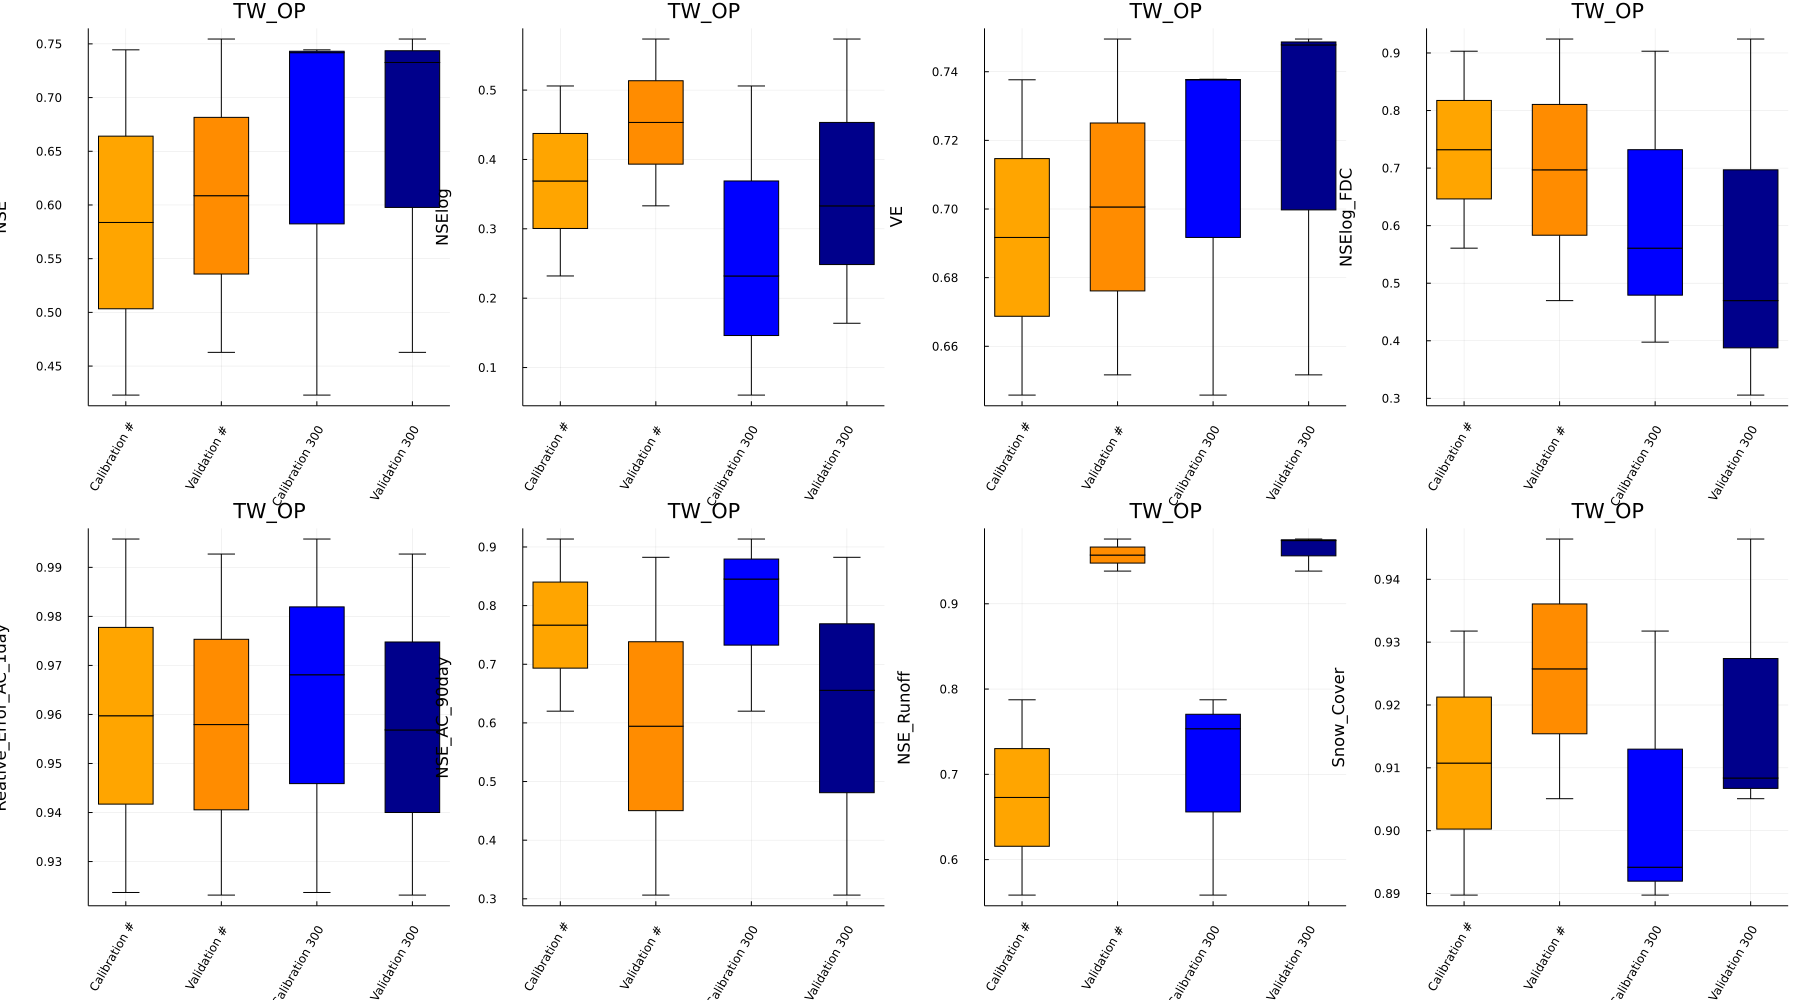 TW_OP
TW_OP
TW_OP
TW_OP
NSE
0.75
0.70
0.65
0.60
0.55
0.50
0.45
Calibration #
Validation #
Calibration 300
Validation 300
NSElog
0.5
0.4
0.3
0.2
0.1
Calibration #
Validation #
Calibration 300
Validation 300
VE
0.74
0.72
0.70
0.68
0.66
Calibration #
Validation #
Calibration 300
Validation 300
NSElog_FDC
0.9
0.8
0.7
0.6
0.5
0.4
0.3
Calibration #
Validation #
Calibration 300
Validation 300
TW_OP
TW_OP
TW_OP
TW_OP
Reative_Error_AC_1day
0.99
0.98
0.97
0.96
0.95
0.94
0.93
Calibration #
Validation #
Calibration 300
Validation 300
NSE_AC_90day
0.9
0.8
0.7
0.6
0.5
0.4
0.3
Calibration #
Validation #
Calibration 300
Validation 300
NSE_Runoff
0.9
0.8
0.7
0.6
Calibration #
Validation #
Calibration 300
Validation 300
Snow_Cover
0.94
0.93
0.92
0.91
0.90
0.89
Calibration #
Validation #
Calibration 300
Validation 300